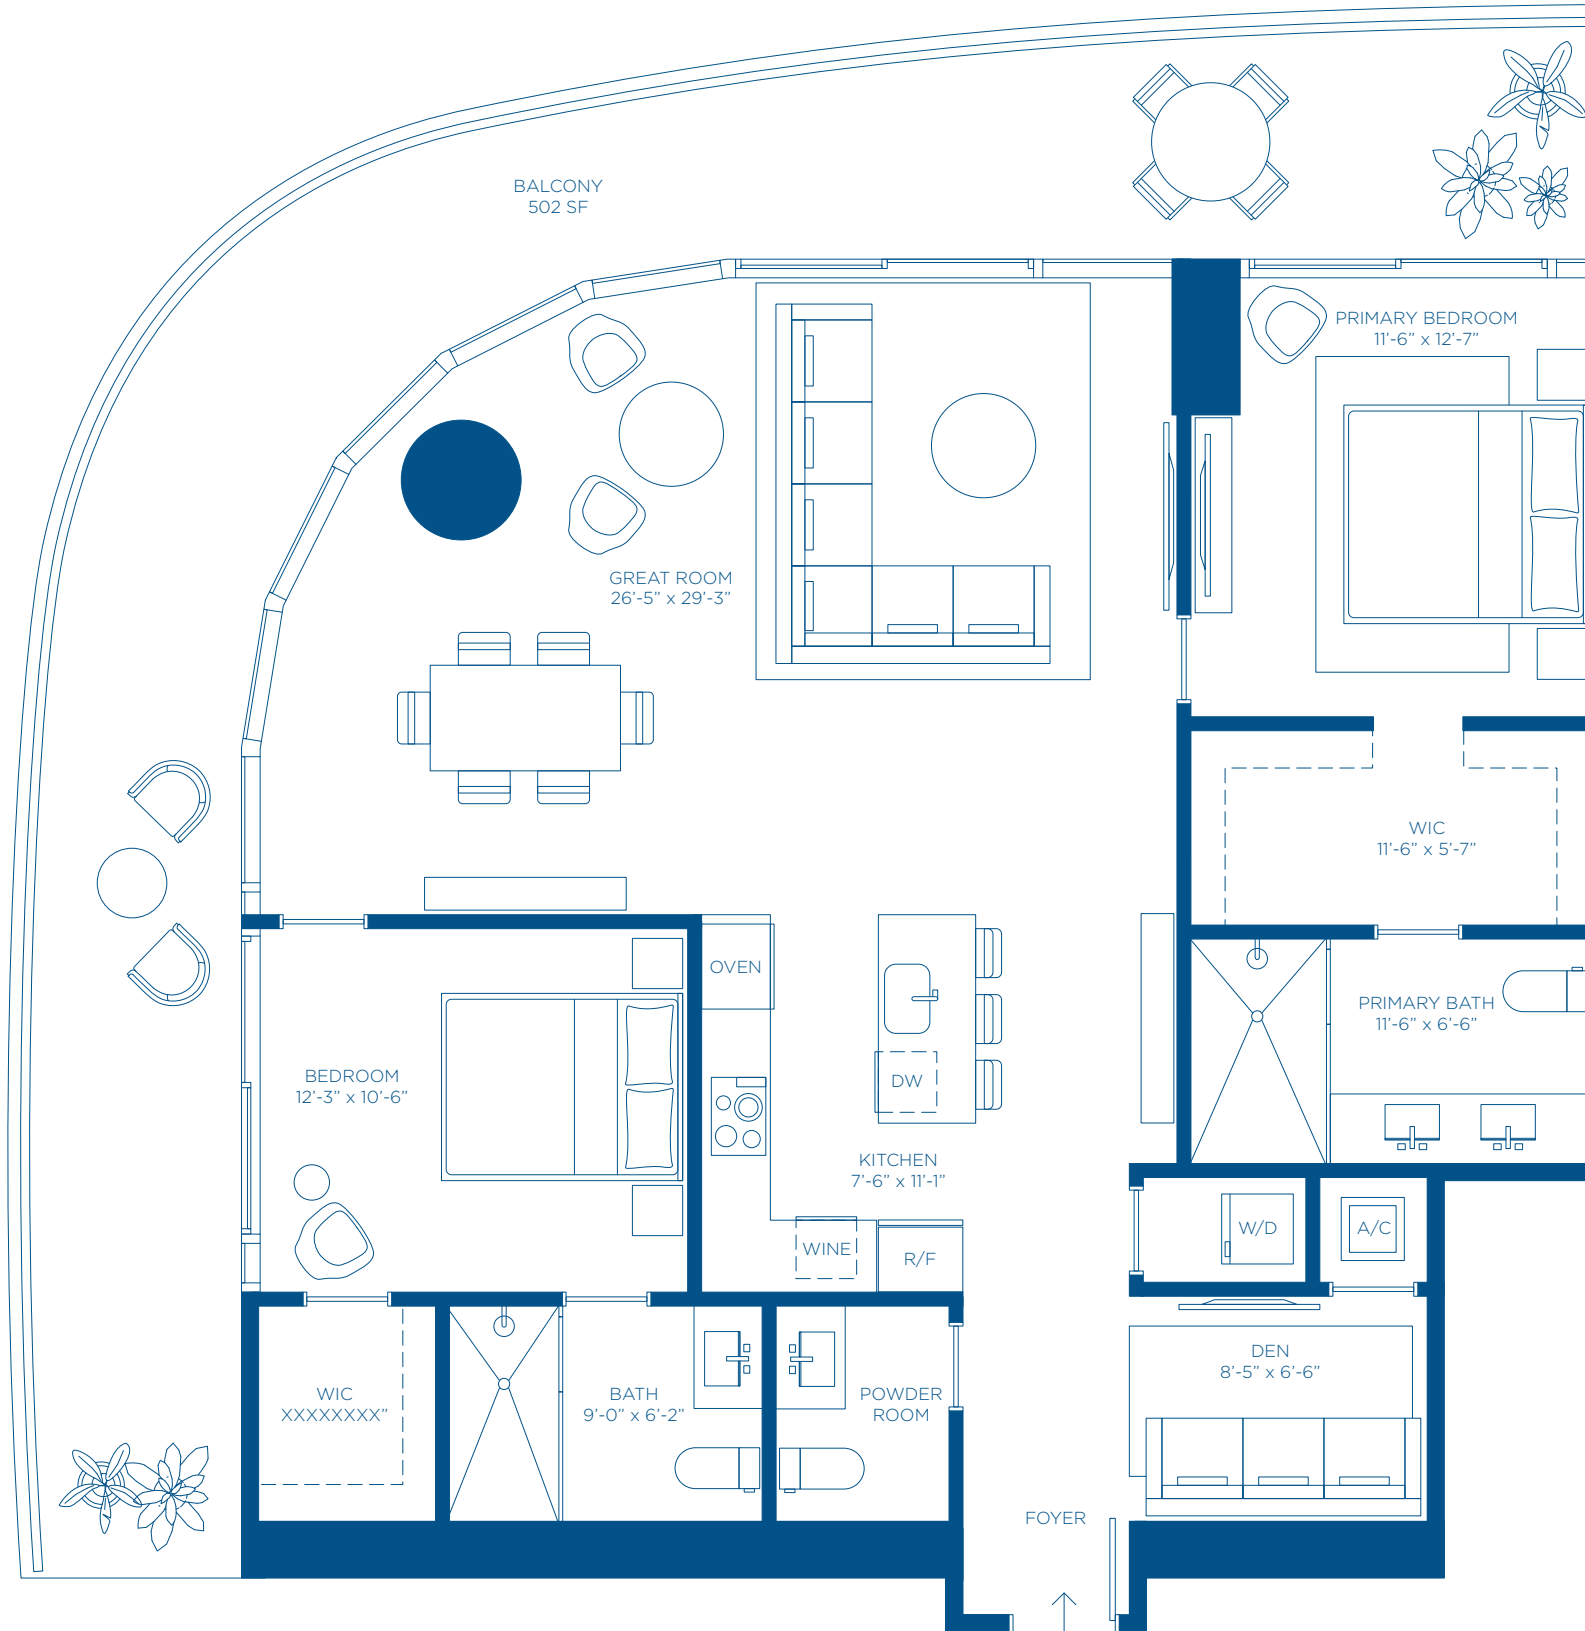 BALCONY
502 SF
PRIMARY BEDROOM
11’-6” x 12’-7”
GREAT ROOM
26’-5” x 29’-3”
WIC
11’-6” x 5’-7”
OVEN
PRIMARY BATH
11’-6” x 6’-6”
BEDROOM
12’-3” x 10’-6”
DW
KITCHEN
7’-6” x 11’-1”
WINE
R/F
W/D
A/C
DEN
8’-5” x 6’-6”
WIC
XXXXXXXX”
BATH
9’-0” x 6’-2”
POWDER
ROOM
FOYER